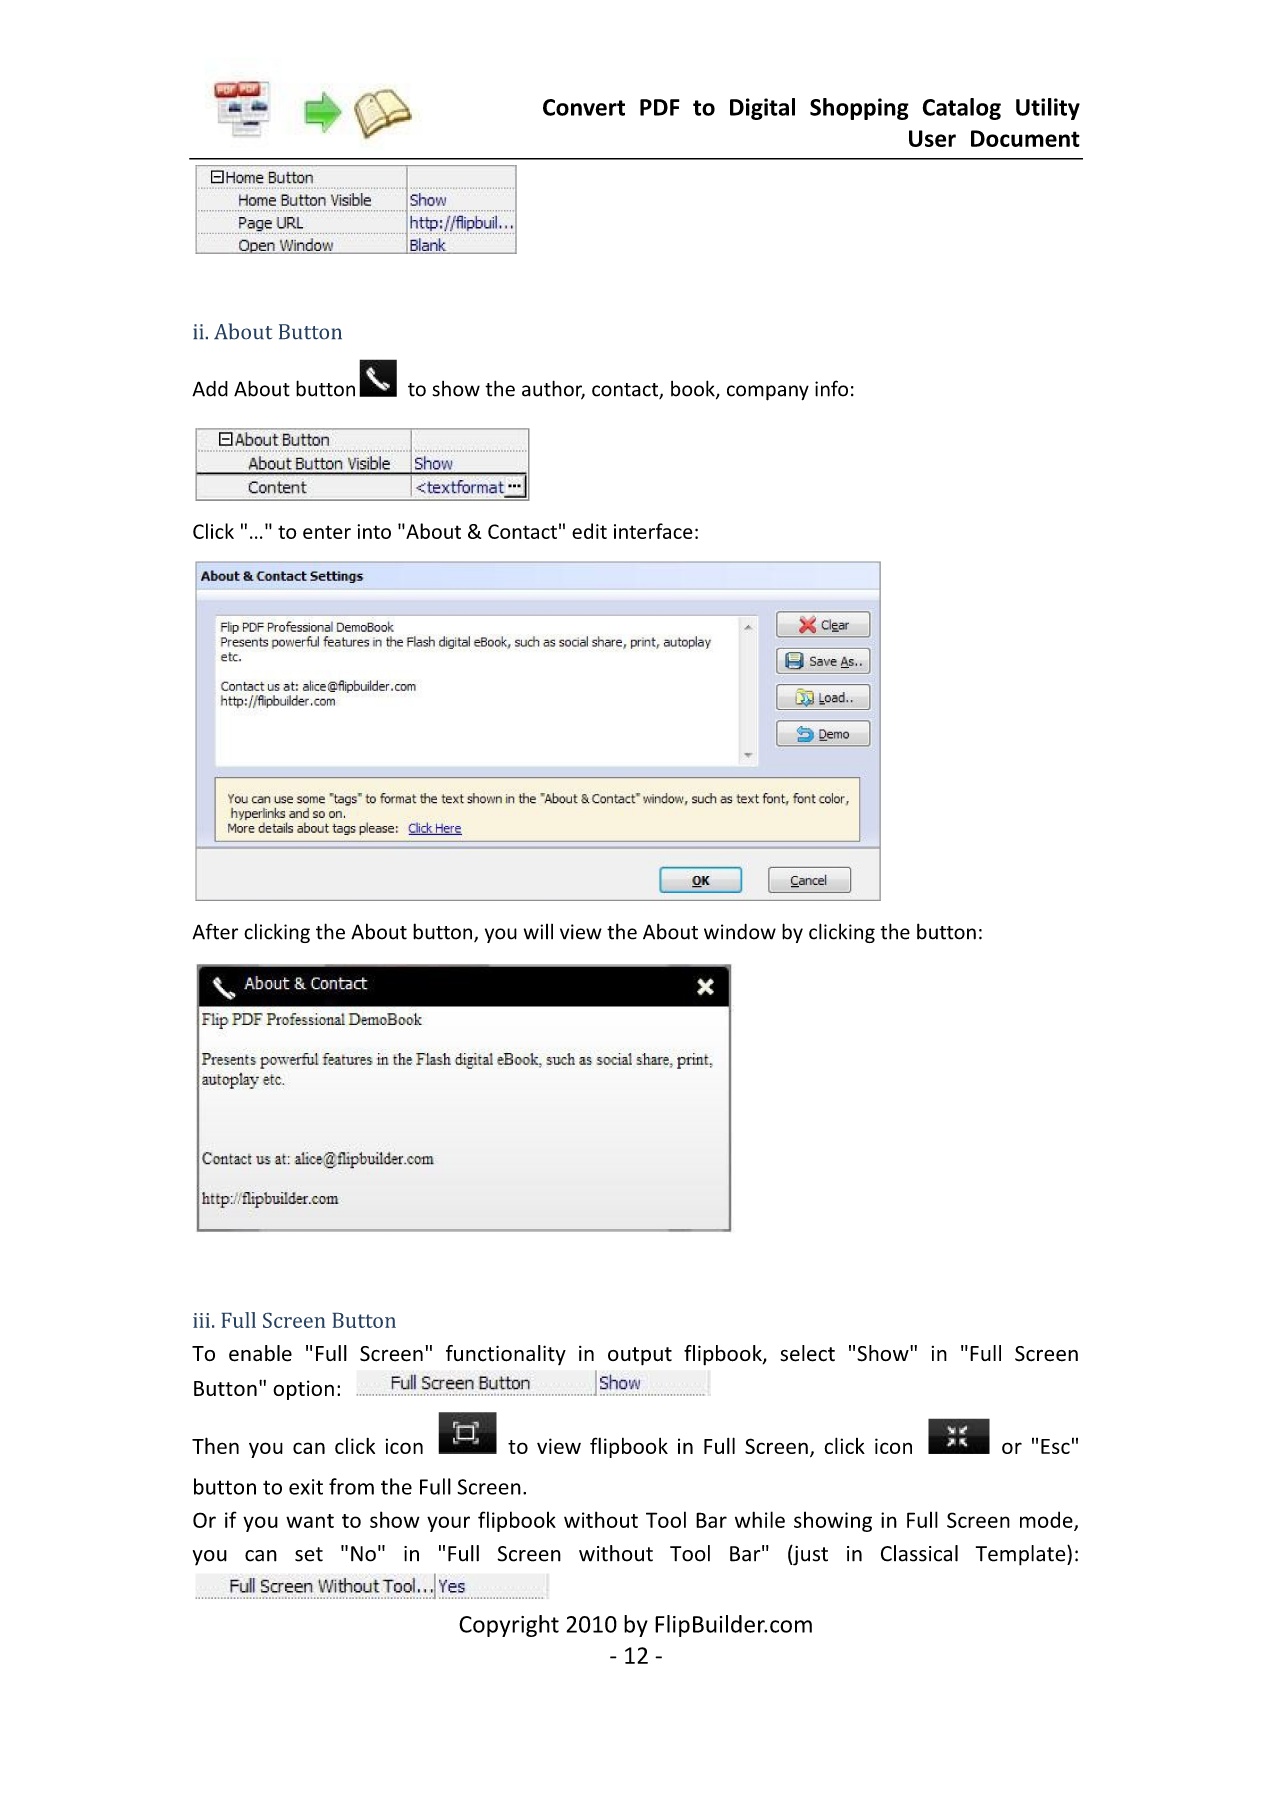 PDF PDF
Convert PDF to Digital Shopping Catalog Utility
User Document
Home Button
Home Button Visible Show
Page URL http://flipbuil...
Open Window Blank
ii. About Button
Add About button to show the author, contact, book, company info:
About Button
About Button Visible Show
Content <textformat ...
Click "…" to enter into "About & Contact" edit interface:
About & Contact Settings
Flip PDF Professional DemoBook
Presents powerful features in the Flash digital eBook, such as social share, print, autoplay
etc.
Contact us at: alice@flipbuilder.com
http://flipbuilder.com
Clear
Save As..
Load..
Demo
You can use some "tags" to format the text shown in the "About & Contact" window, such as text font, font color,
hyperlinks and so on.
More details about tags please: Click Here
OK Cancel
After clicking the About button, you will view the About window by clicking the button:
About & Contact
Flip PDF Professional DemoBook
Presents powerful features in the Flash digital eBook, such as social share, print,
autoplay etc.
Contact us at: alice@flipbuilder.com
http://flipbuilder.com
iii. Full Screen Button
To enable "Full Screen" functionality in output flipbook, select "Show" in "Full Screen
Button" option: Full Screen Button Show
Then you can click icon to view flipbook in Full Screen, click icon or "Esc"
button to exit from the Full Screen.
Or if you want to show your flipbook without Tool Bar while showing in Full Screen mode,
you can set "No" in "Full Screen without Tool Bar" (just in Classical Template):
Full Screen Without Tool... Yes
Copyright 2010 by FlipBuilder.com
- 12 -